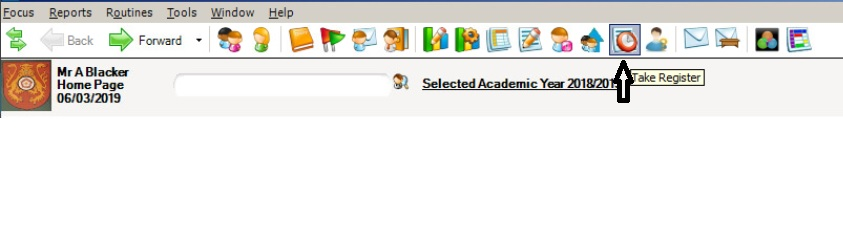 Focus Reports Routines Tools Window Help
Back Forward
Take Register
Mr A Blacker
Home Page
06/03/2019
Selected Academic Year 2018/201